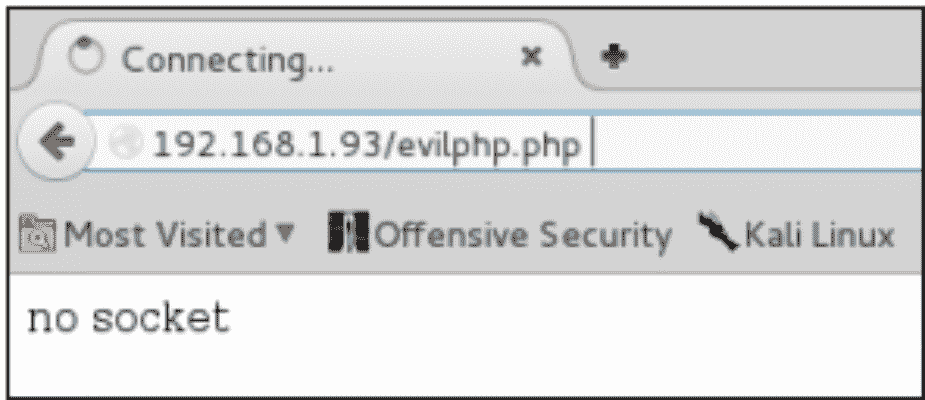 Connecting...
192.168.1.93/evilphp.php
Most Visited Offensive Security Kali Linux
no socket